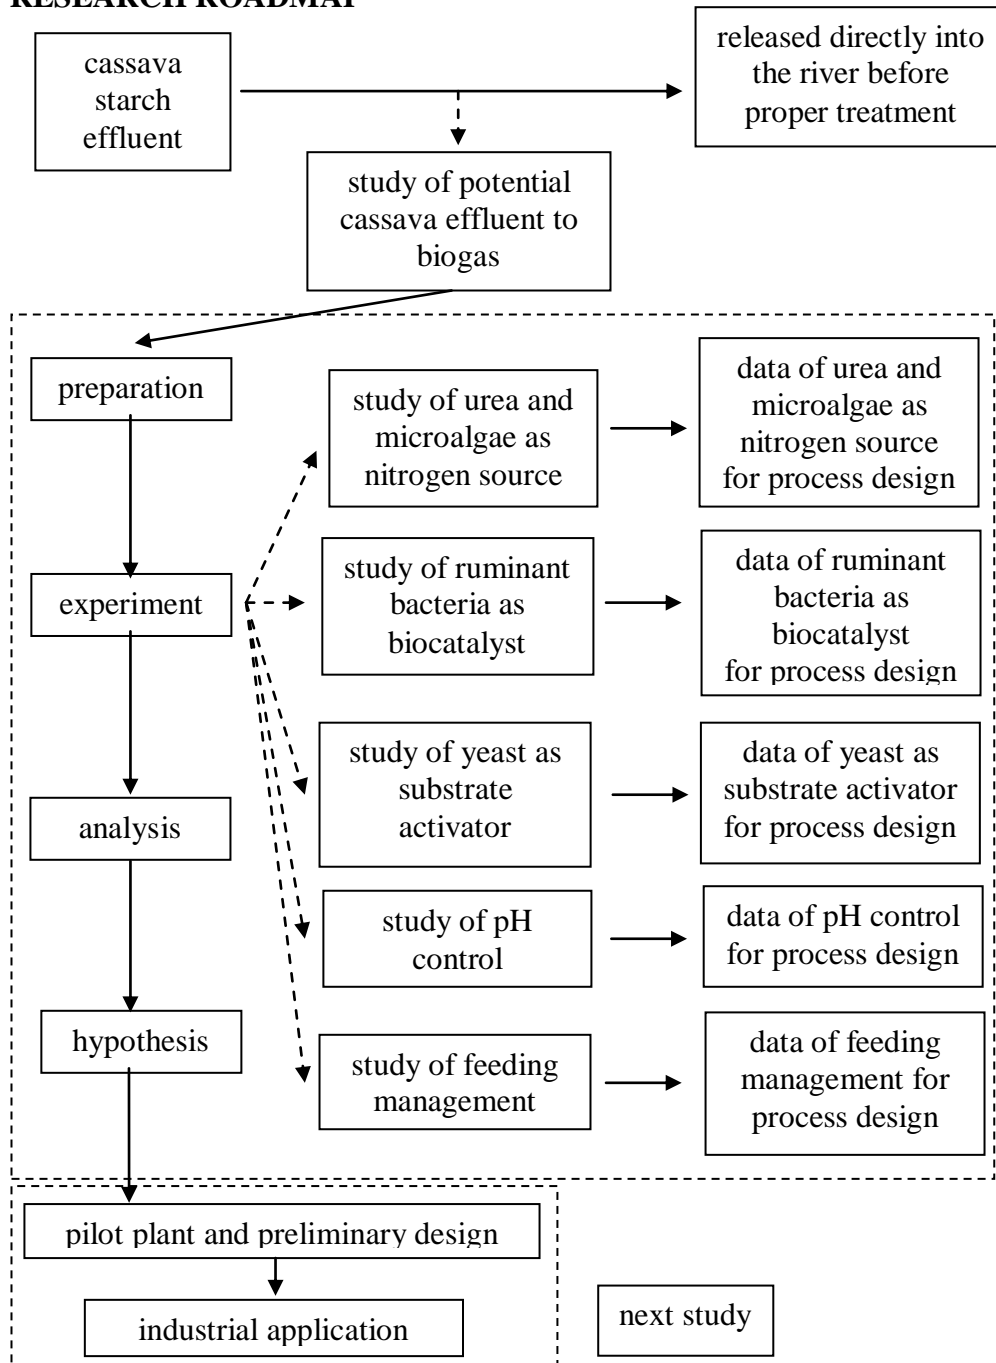 RESEARCH ROADMAP
cassava
starch
effluent
released directly into
the river before
proper treatment
study of potential
cassava effluent to
biogas
preparation
study of urea and
microalgae as
nitrogen source
data of urea and
microalgae as
nitrogen source
for process design
experiment
study of ruminant
bacteria as
biocatalyst
data of ruminant
bacteria as
biocatalyst
for process design
analysis
study of yeast as
substrate
activator
data of yeast as
substrate activator
for process design
study of pH
control
data of pH control
for process design
hypothesis
study of feeding
management
data of feeding
management for
process design
pilot plant and preliminary design
industrial application
next study